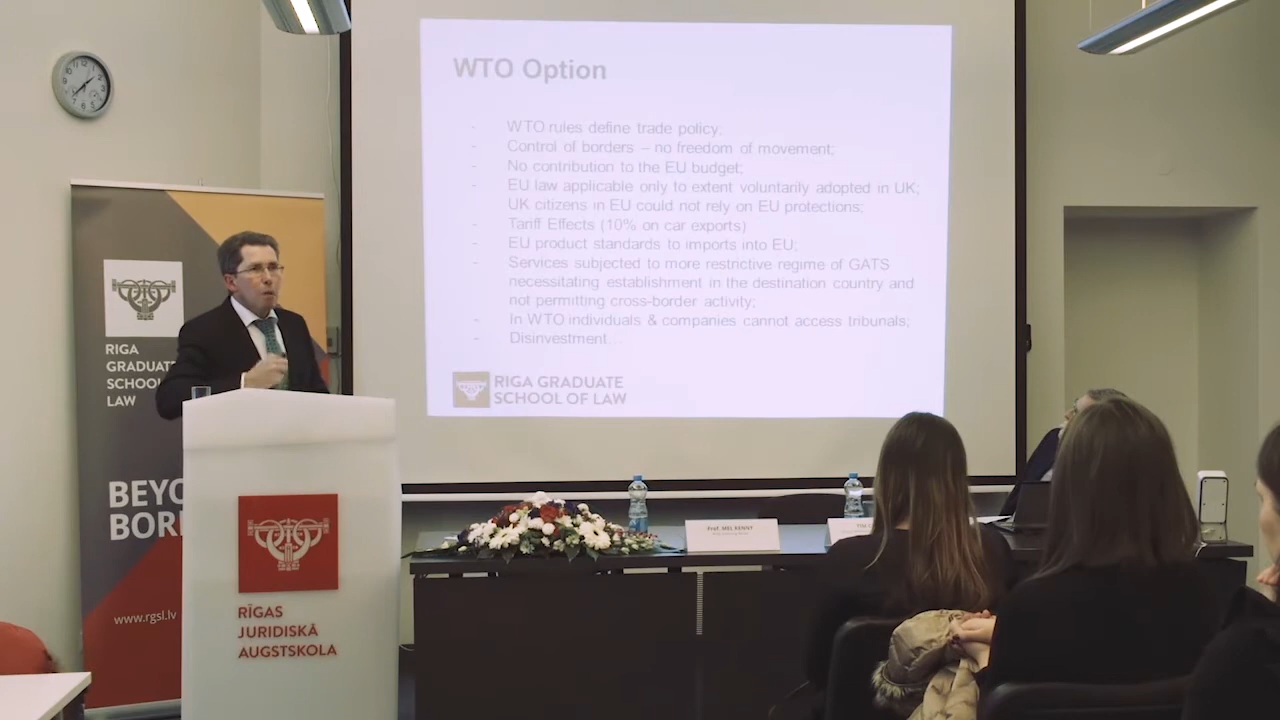 WTO Option
- WTO rules define trade policy;
- Control of borders – no freedom of movement;
- No contribution to the EU budget;
- EU law applicable only to extent voluntarily adopted in UK;
UK citizens in EU could not rely on EU protections;
- Tariff Effects (10% on car exports)
- EU product standards to imports into EU;
- Services subjected to more restrictive regime of GATS
necessitating establishment in the destination country and
not permitting cross-border activity;
- In WTO individuals & companies cannot access tribunals;
- Disinvestment...
RIGA GRADUATE
SCHOOL OF LAW
RIGA
GRADUATE
SCHOOL
LAW
BEYO
BOR
www.rgsl.lv
RĪGAS
JURIDISKĀ
AUGSTSKOLA
Prof. MEL KENNY